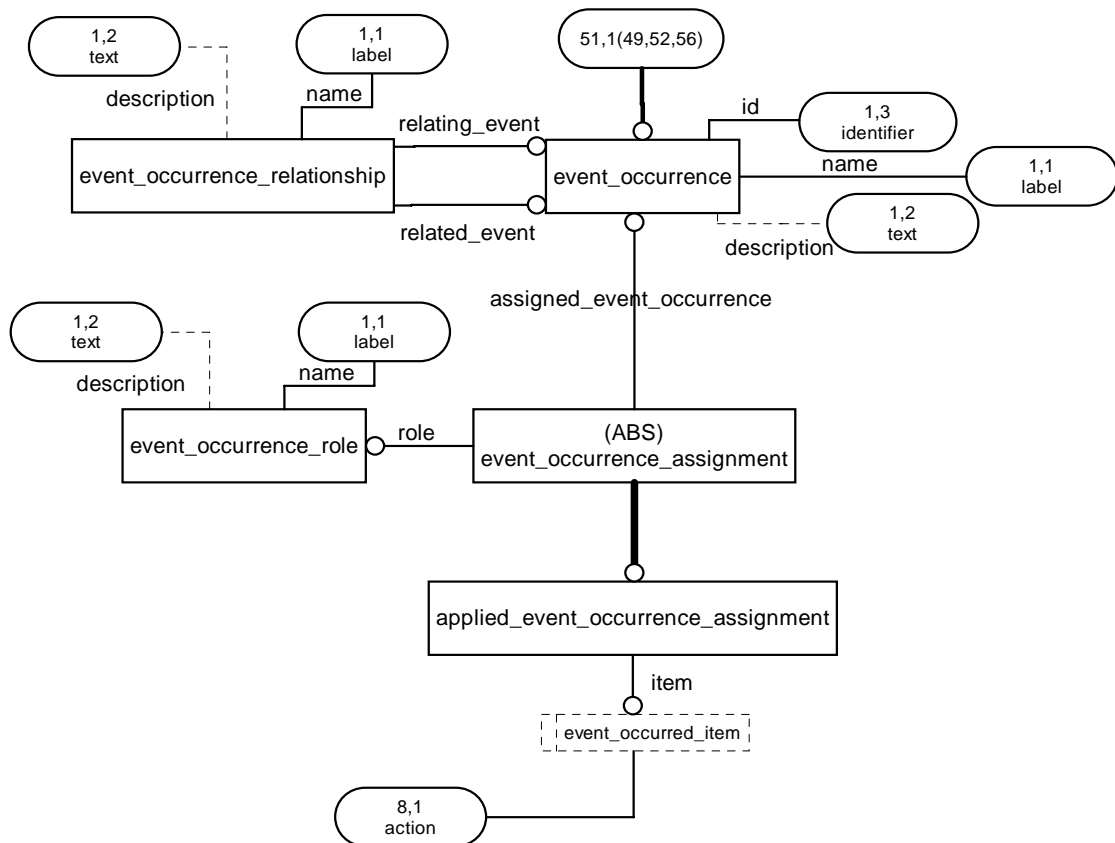 1,2
text
1,1
label
51,1(49,52,56)
description
name
id
1,3
identifier
relating_event
name
event_occurrence_relationship
event_occurrence
1,1
label
related_event
1,2
text
description
assigned_event_occurrence
1,2
text
1,1
label
description
name
event_occurrence_role
role
(ABS)
event_occurrence_assignment
applied_event_occurrence_assignment
item
event_occurred_item
8,1
action